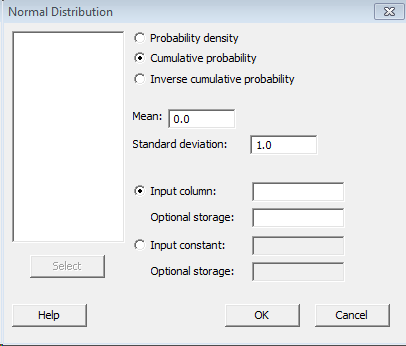 Normal Distribution
Probability density
Cumulative probability
Inverse cumulative probability
Mean: 0.0
Standard deviation: 1.0
Input column:
Optional storage:
Select
Input constant:
Optional storage:
Help OK Cancel